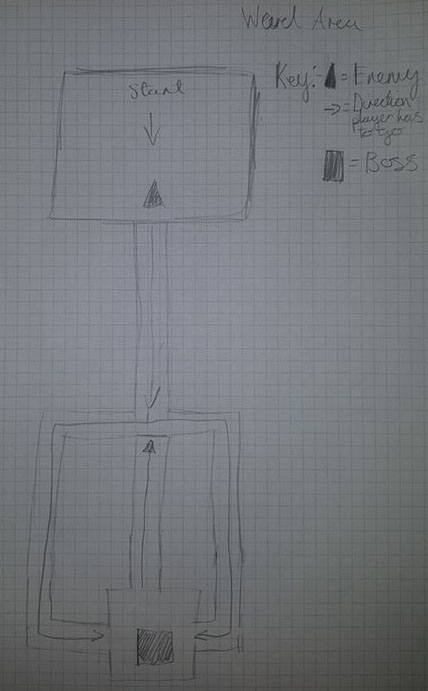 Weird Area
Key:- ▲ = Enemy
→ = Direction
player has
to go
■ = Boss
Start